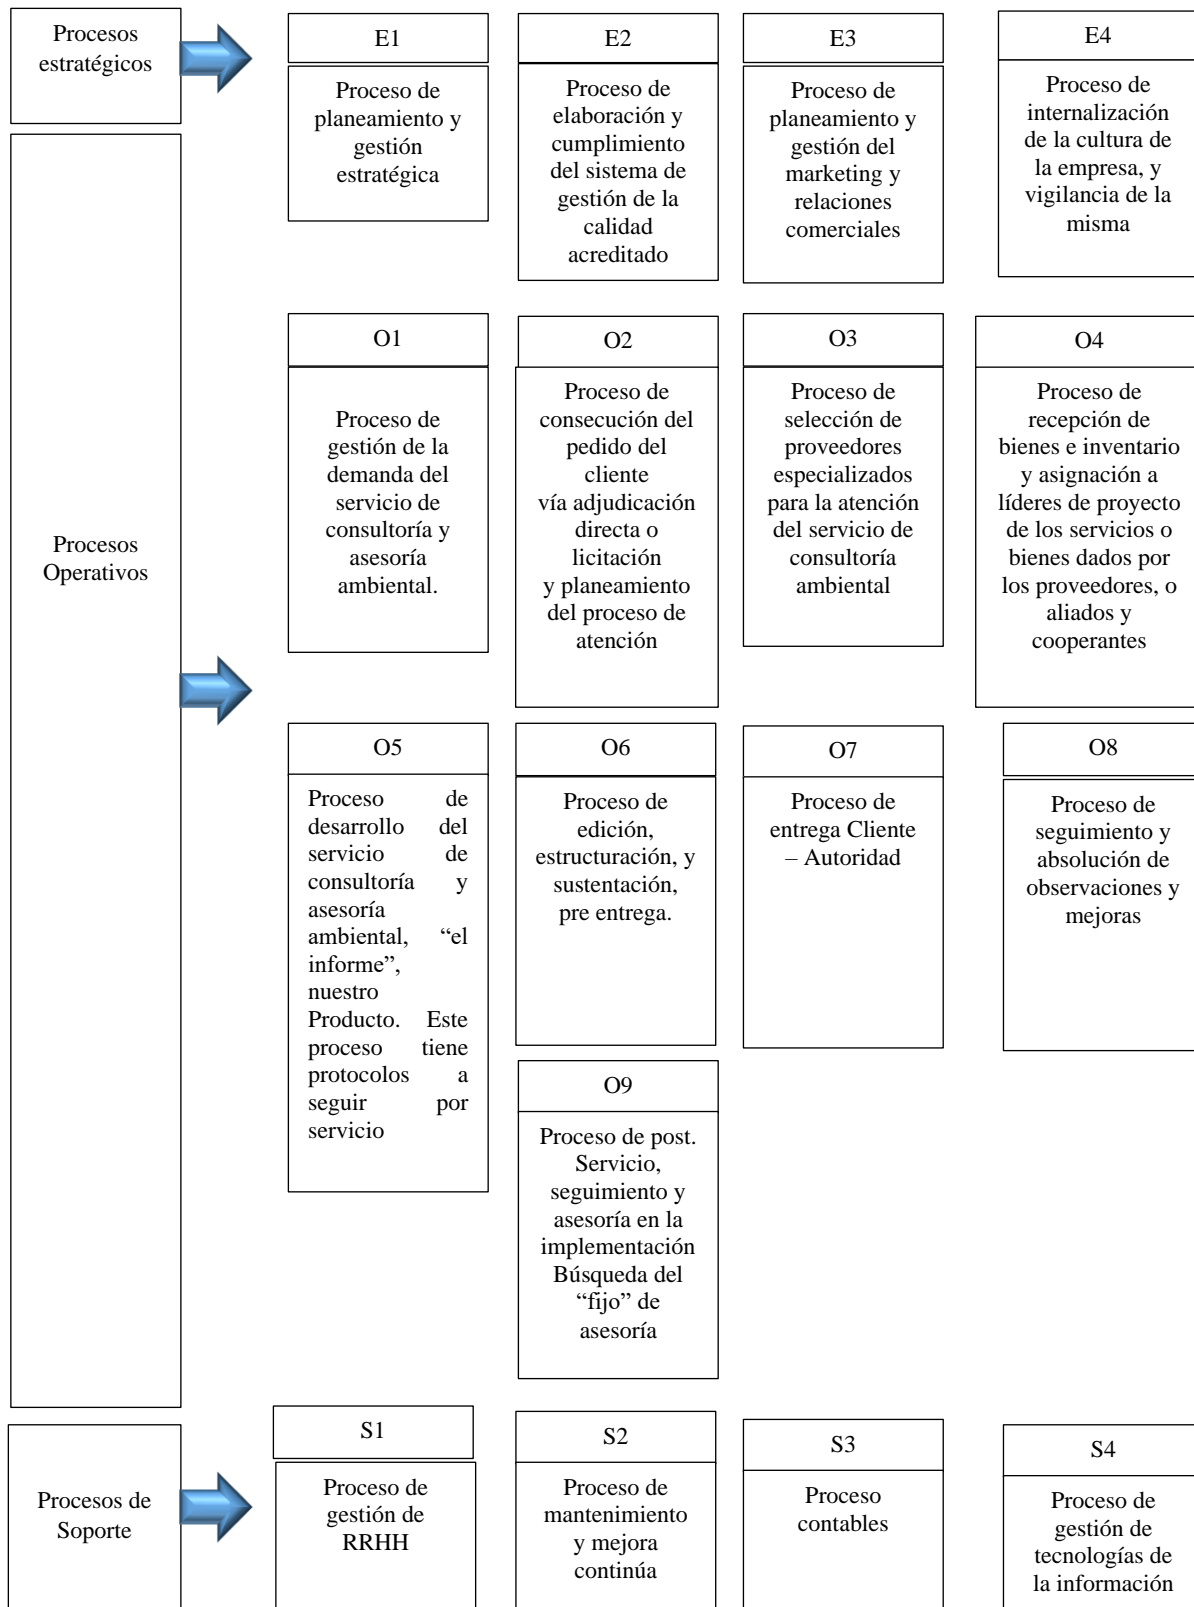 Procesos
estratégicos
E1
Proceso de
planeamiento y
gestión
estratégica
E2
Proceso de
elaboración y
cumplimiento
del sistema de
gestión de la
calidad
acreditado
E3
Proceso de
planeamiento y
gestión del
marketing y
relaciones
comerciales
E4
Proceso de
internalización
de la cultura de
la empresa, y
vigilancia de la
misma
Procesos
Operativos
O1
Proceso de
gestión de la
demanda del
servicio de
consultoría y
asesoría
ambiental.
O2
Proceso de
consecución del
pedido del
cliente
vía adjudicación
directa o
licitación
y planeamiento
del proceso de
atención
O3
Proceso de
selección de
proveedores
especializados
para la atención
del servicio de
consultoría
ambiental
O4
Proceso de
recepción de
bienes e inventario
y asignación a
líderes de proyecto
de los servicios o
bienes dados por
los proveedores, o
aliados y
cooperantes
O5
Proceso de
desarrollo del
servicio de
consultoría y
asesoría
ambiental, “el
informe”,
nuestro
Producto. Este
proceso tiene
protocolos a
seguir por
servicio
O6
Proceso de
edición,
estructuración, y
sustentación,
pre entrega.
O7
Proceso de
entrega Cliente
– Autoridad
O8
Proceso de
seguimiento y
absolución de
observaciones y
mejoras
O9
Proceso de post.
Servicio,
seguimiento y
asesoría en la
implementación
Búsqueda del
“fijo” de
asesoría
Procesos de
Soporte
S1
Proceso de
gestión de
RRHH
S2
Proceso de
mantenimiento
y mejora
continúa
S3
Proceso
contables
S4
Proceso de
gestión de
tecnologías de
la información